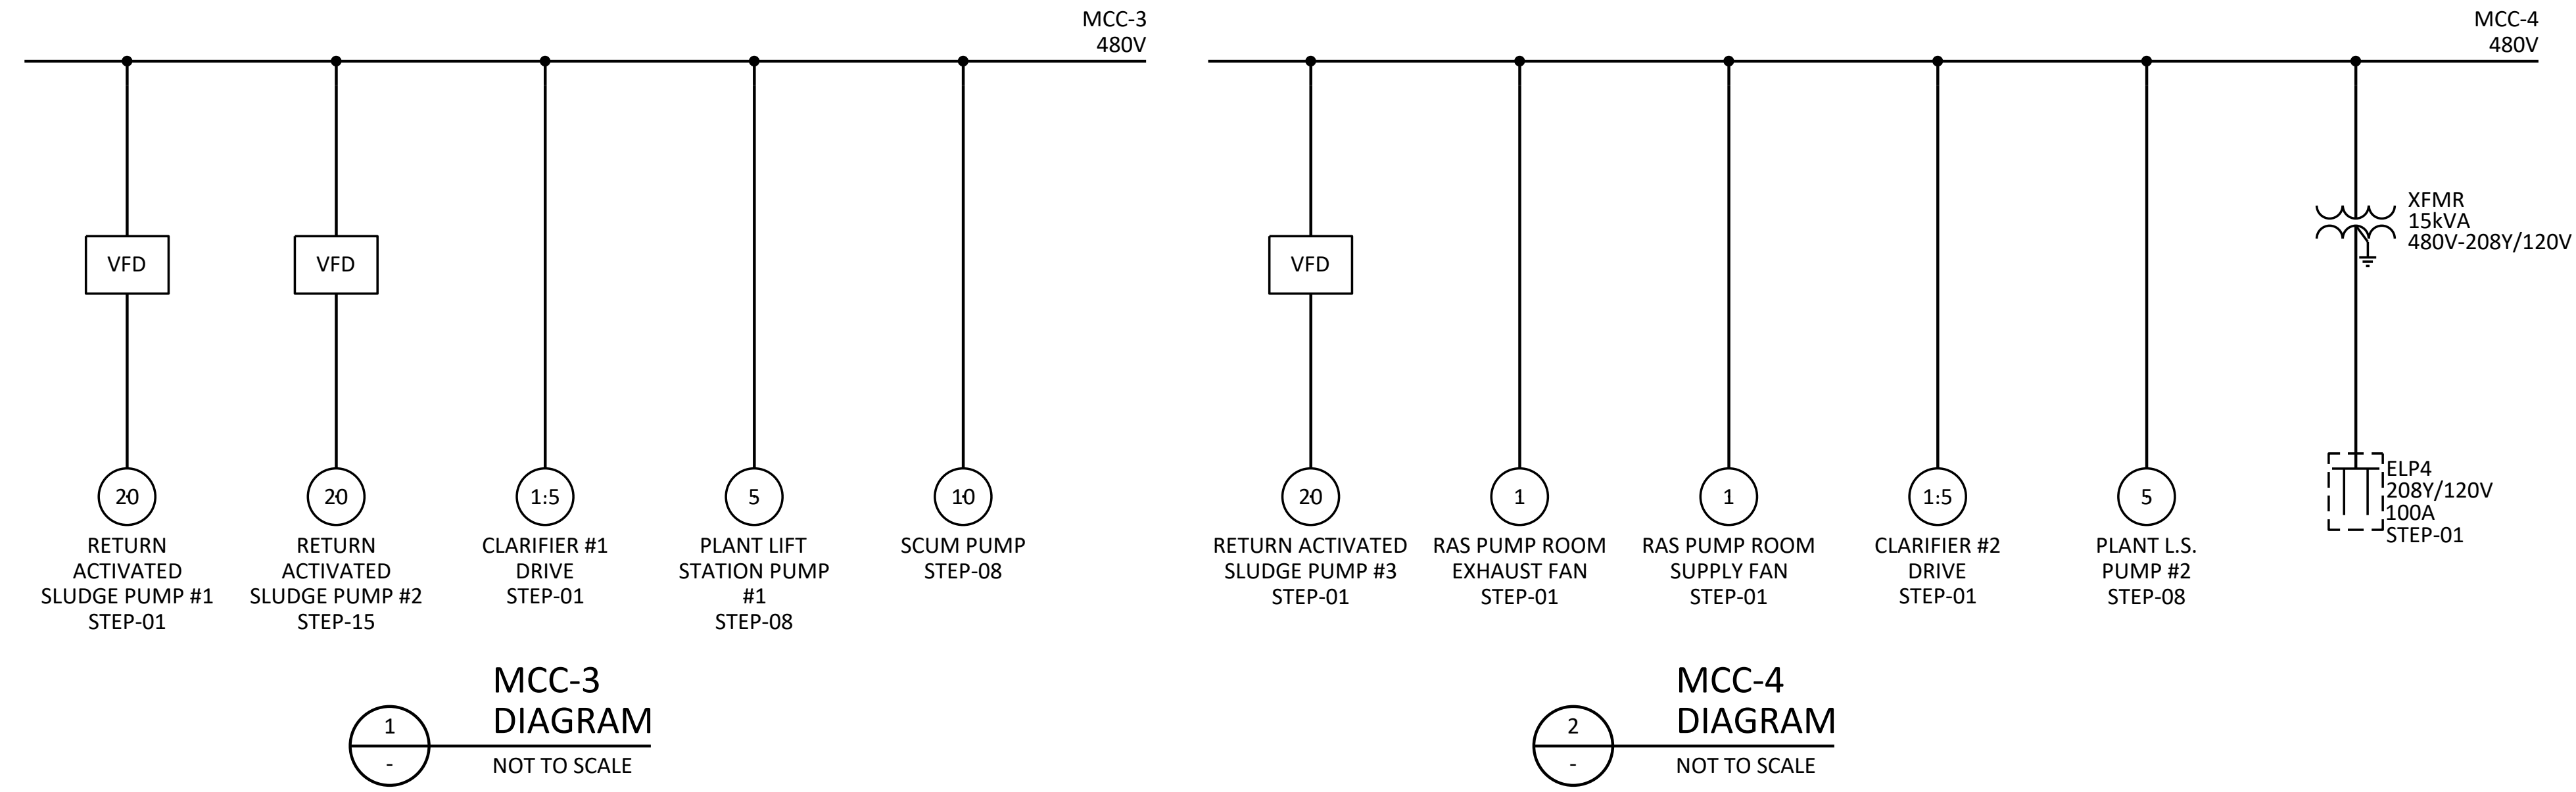 MCC-3
480V
VFD
VFD
20
20
1:5
5
10
RETURN
ACTIVATED
SLUDGE PUMP #1
STEP-01
RETURN
ACTIVATED
SLUDGE PUMP #2
STEP-15
CLARIFIER #1
DRIVE
STEP-01
PLANT LIFT
STATION PUMP
#1
STEP-08
SCUM PUMP
STEP-08
1
-
MCC-3
DIAGRAM
NOT TO SCALE
MCC-4
480V
VFD
XFMR
15kVA
480V-208Y/120V
20
1
1
1:5
5
RETURN ACTIVATED
SLUDGE PUMP #3
STEP-01
RAS PUMP ROOM
EXHAUST FAN
STEP-01
RAS PUMP ROOM
SUPPLY FAN
STEP-01
CLARIFIER #2
DRIVE
STEP-01
PLANT L.S.
PUMP #2
STEP-08
ELP4
208Y/120V
100A
STEP-01
2
-
MCC-4
DIAGRAM
NOT TO SCALE